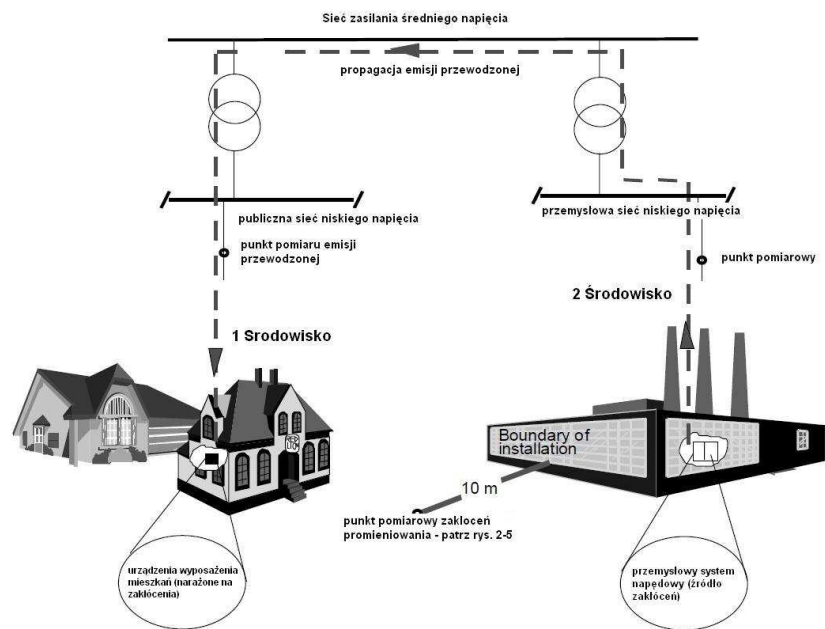 Sieć zasilania średniego napięcia
propagacja emisji przewodzonej
publiczna sieć niskiego napięcia
przemysłowa sieć niskiego napięcia
punkt pomiaru emisji
przewodzonej
punkt pomiarowy
2 Środowisko
1 Srodowisko
Boundary of
installation
10 m
punkt pomiarowy zakłoceń
promieniowania - patrz rys. 2-5
urządzenia wyposażenia
mieszkań (narażone na
zakłócenia)
przemysłowy system
napędowy (źródło
zakłóceń)